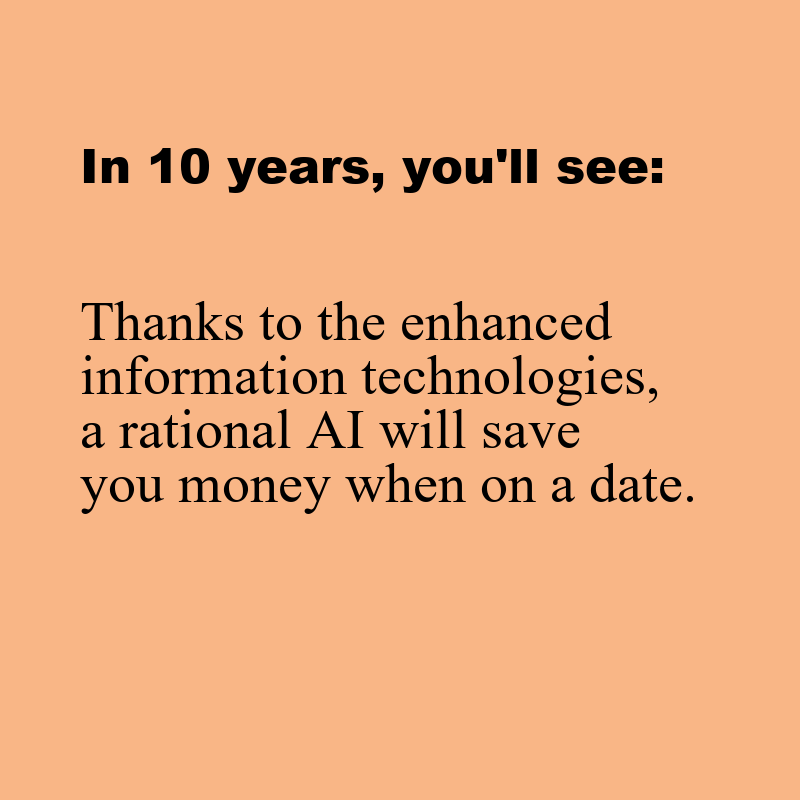 In 10 years, you'll see:
Thanks to the enhanced
information technologies,
a rational AI will save
you money when on a date.